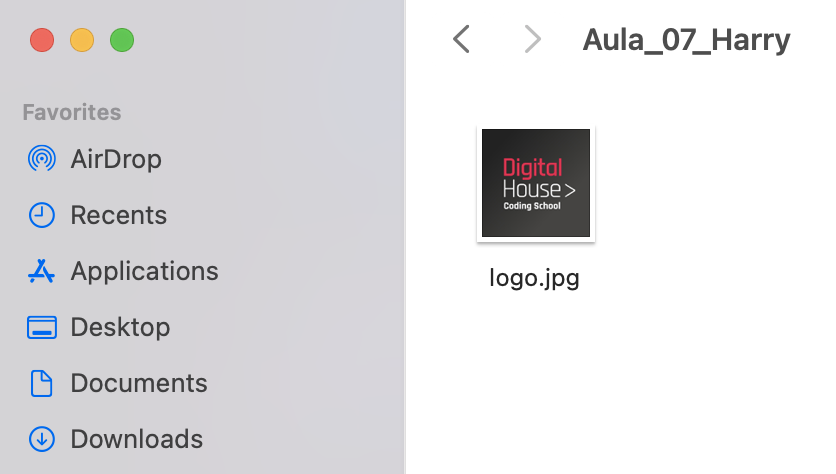 Favorites
AirDrop
Recents
Applications
Desktop
Documents
Downloads
Aula_07_Harry
Digital
House>
Coding School
logo.jpg